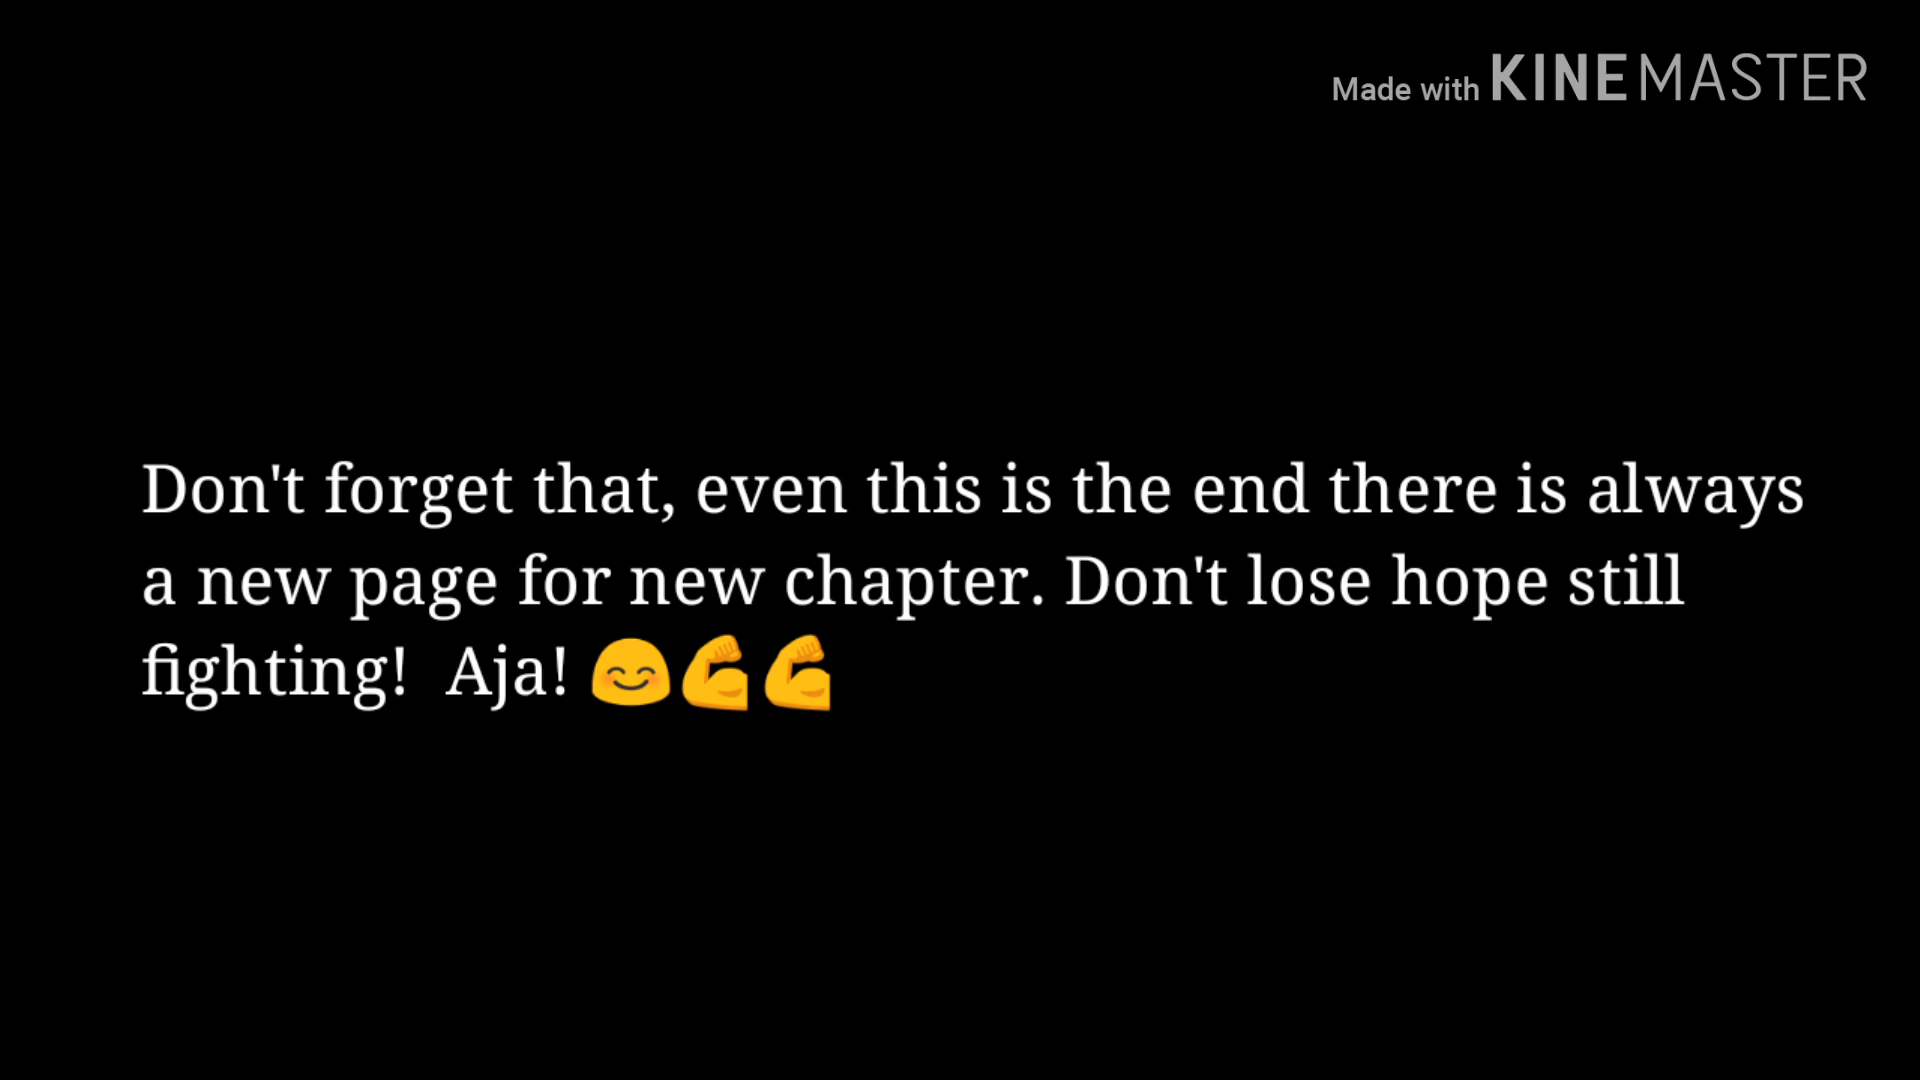 Made with KINEMASTER
Don't forget that, even this is the end there is always
a new page for new chapter. Don't lose hope still
fighting!  Aja! 😊💪💪